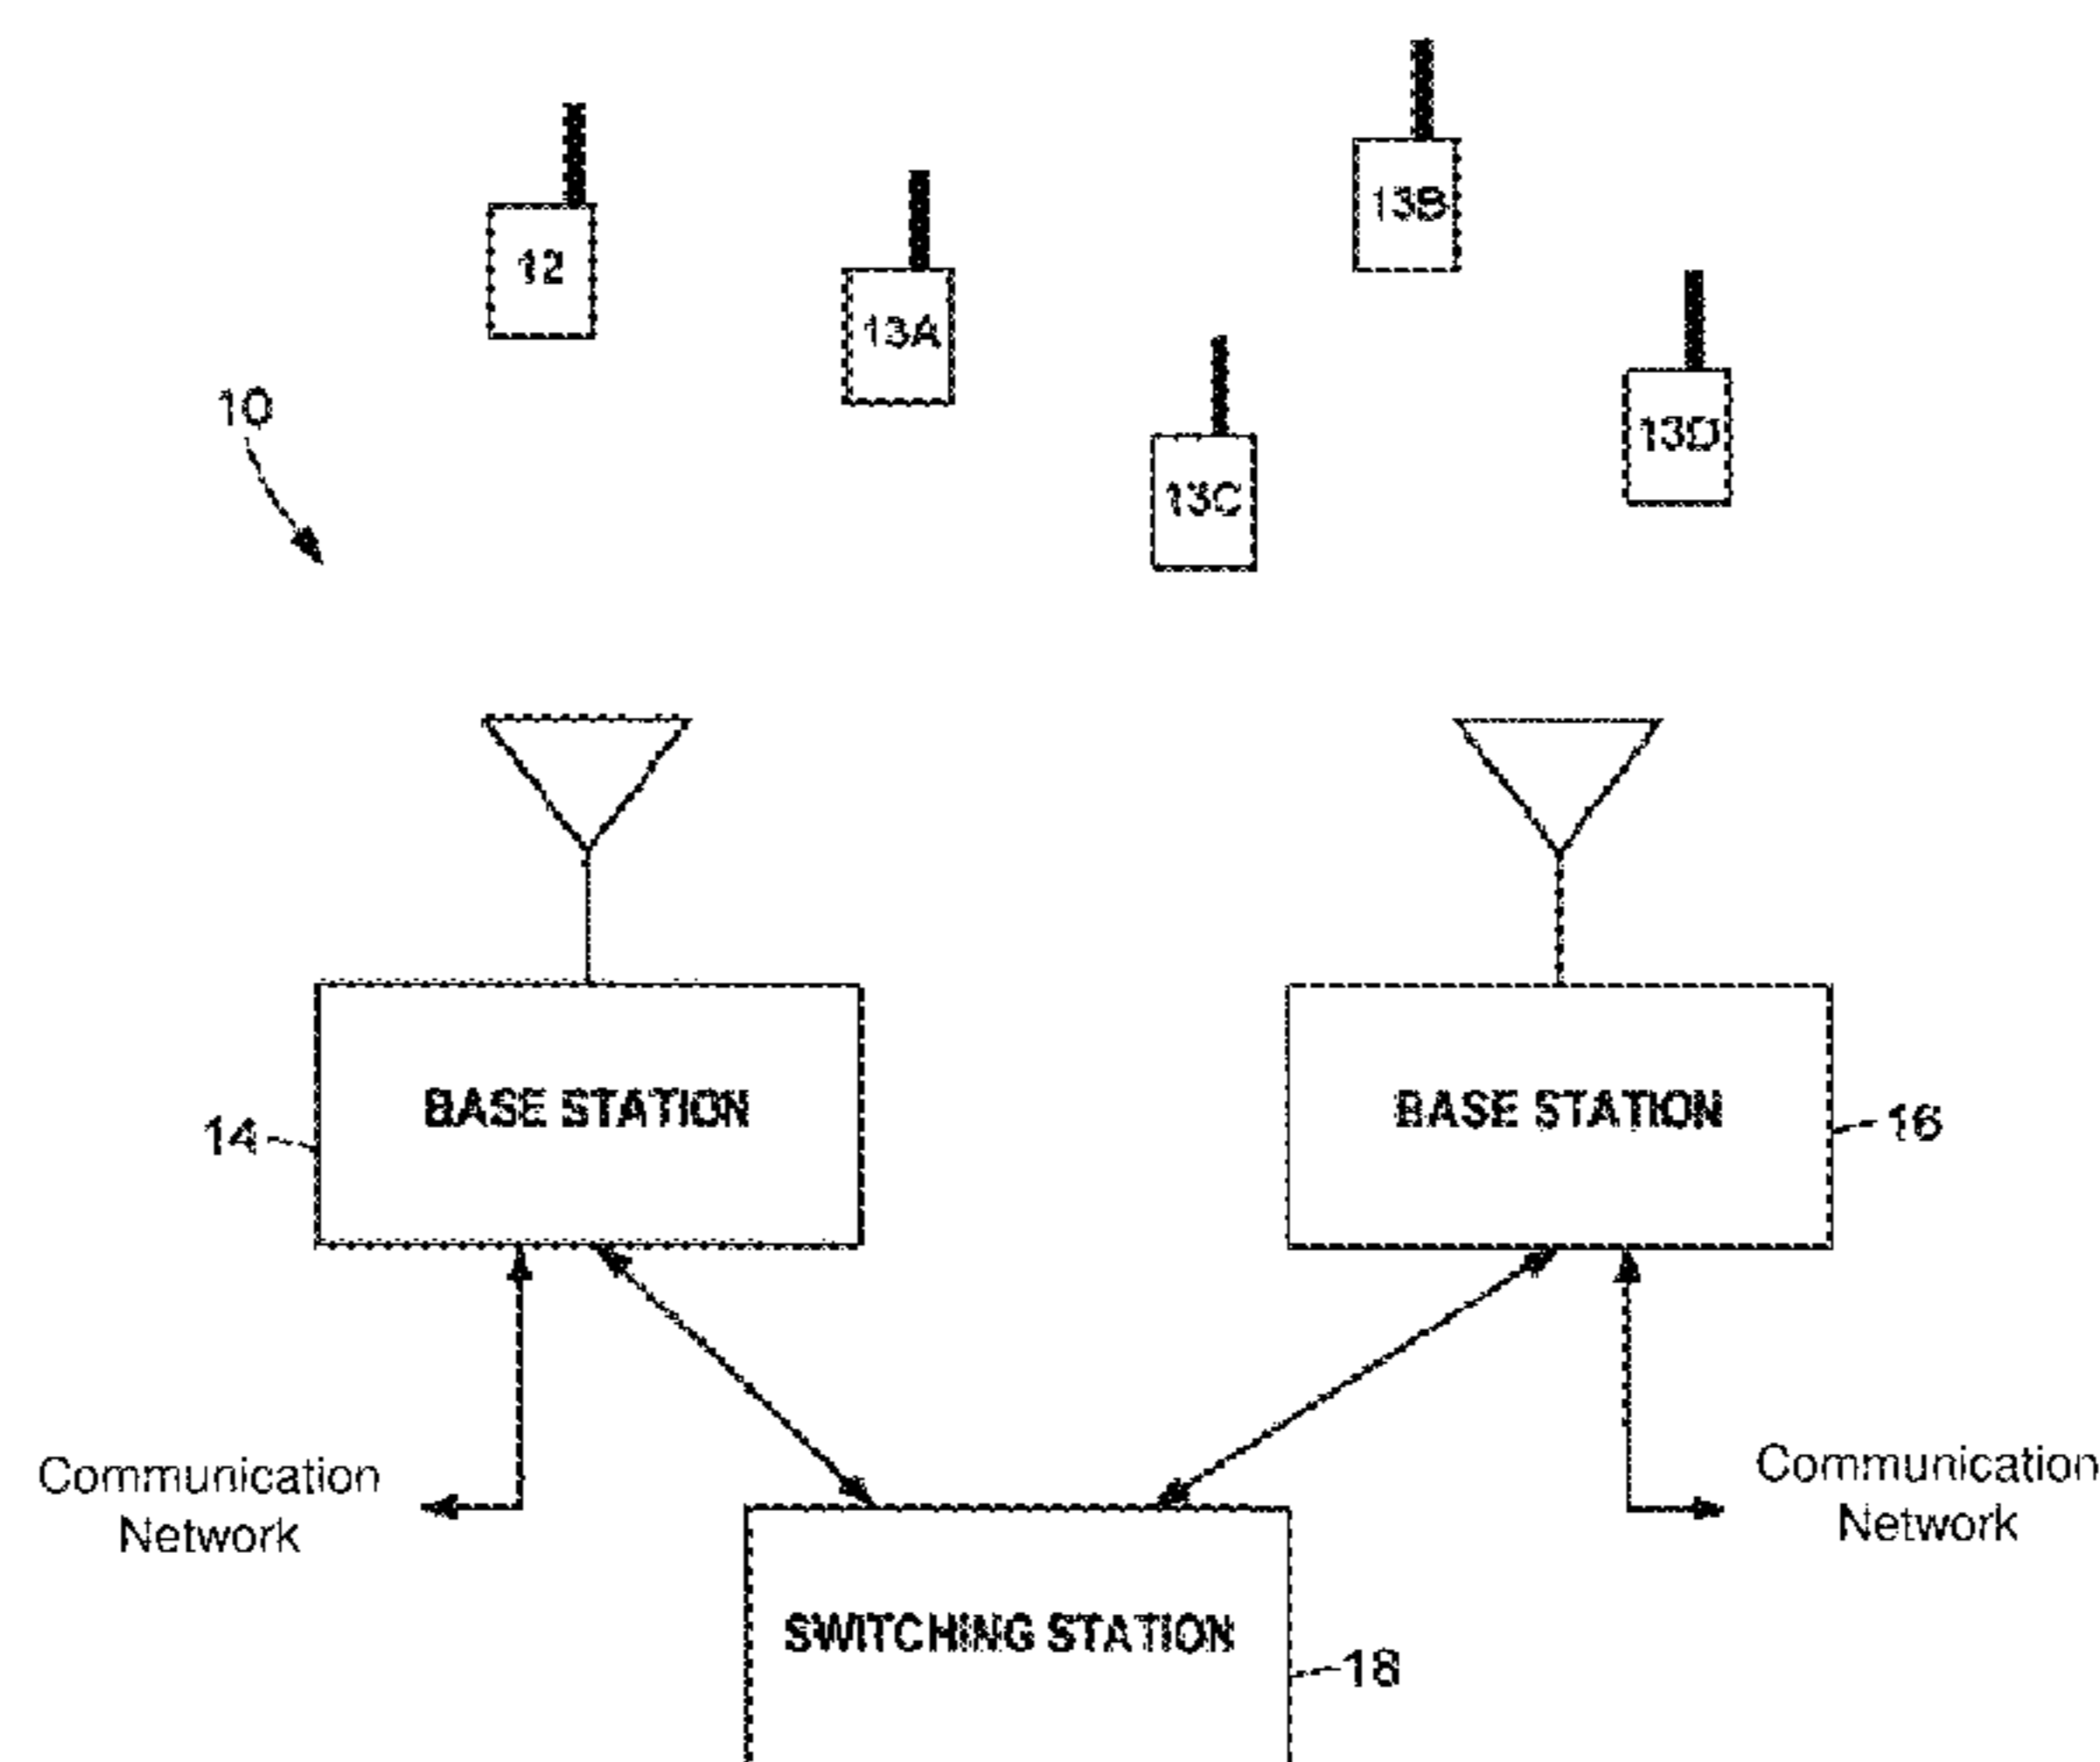 13B
12
13A
10
13D
13C
BASE STATION
BASE STATION
14
16
Communication
Network
Communication
Network
SWITCHING STATION
18